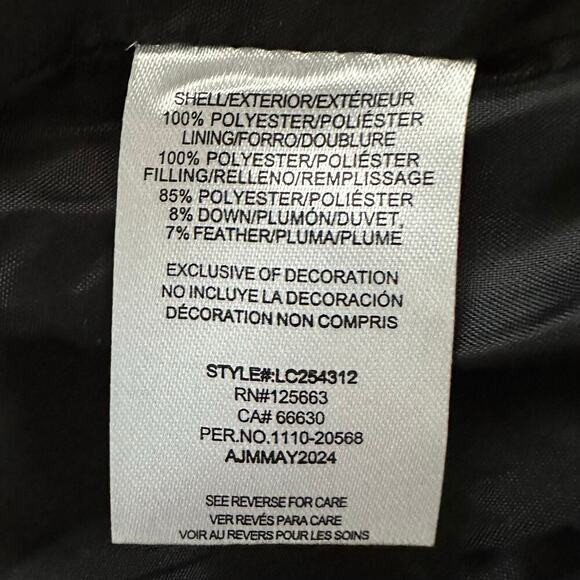 SHELL/EXTERIOR/EXTÉRIEUR
100% POLYESTER/POLIÉSTER
LINING/FORRO/DOUBLURE
100% POLYESTER/POLIÉSTER
FILLING/RELLENO/REMPLISSAGE
85% POLYESTER/POLIÉSTER
8% DOWN/PLUMÓN/DUVET,
7% FEATHER/PLUMA/PLUME
EXCLUSIVE OF DECORATION
NO INCLUYE LA DECORACIÓN
DÉCORATION NON COMPRIS
STYLE#:LC254312
RN#125663
CA# 66630
PER.NO.1110-20568
AJMMAY2024
SEE REVERSE FOR CARE
VER REVÉS PARA CARE
VOIR AU REVERS POUR LES SOINS